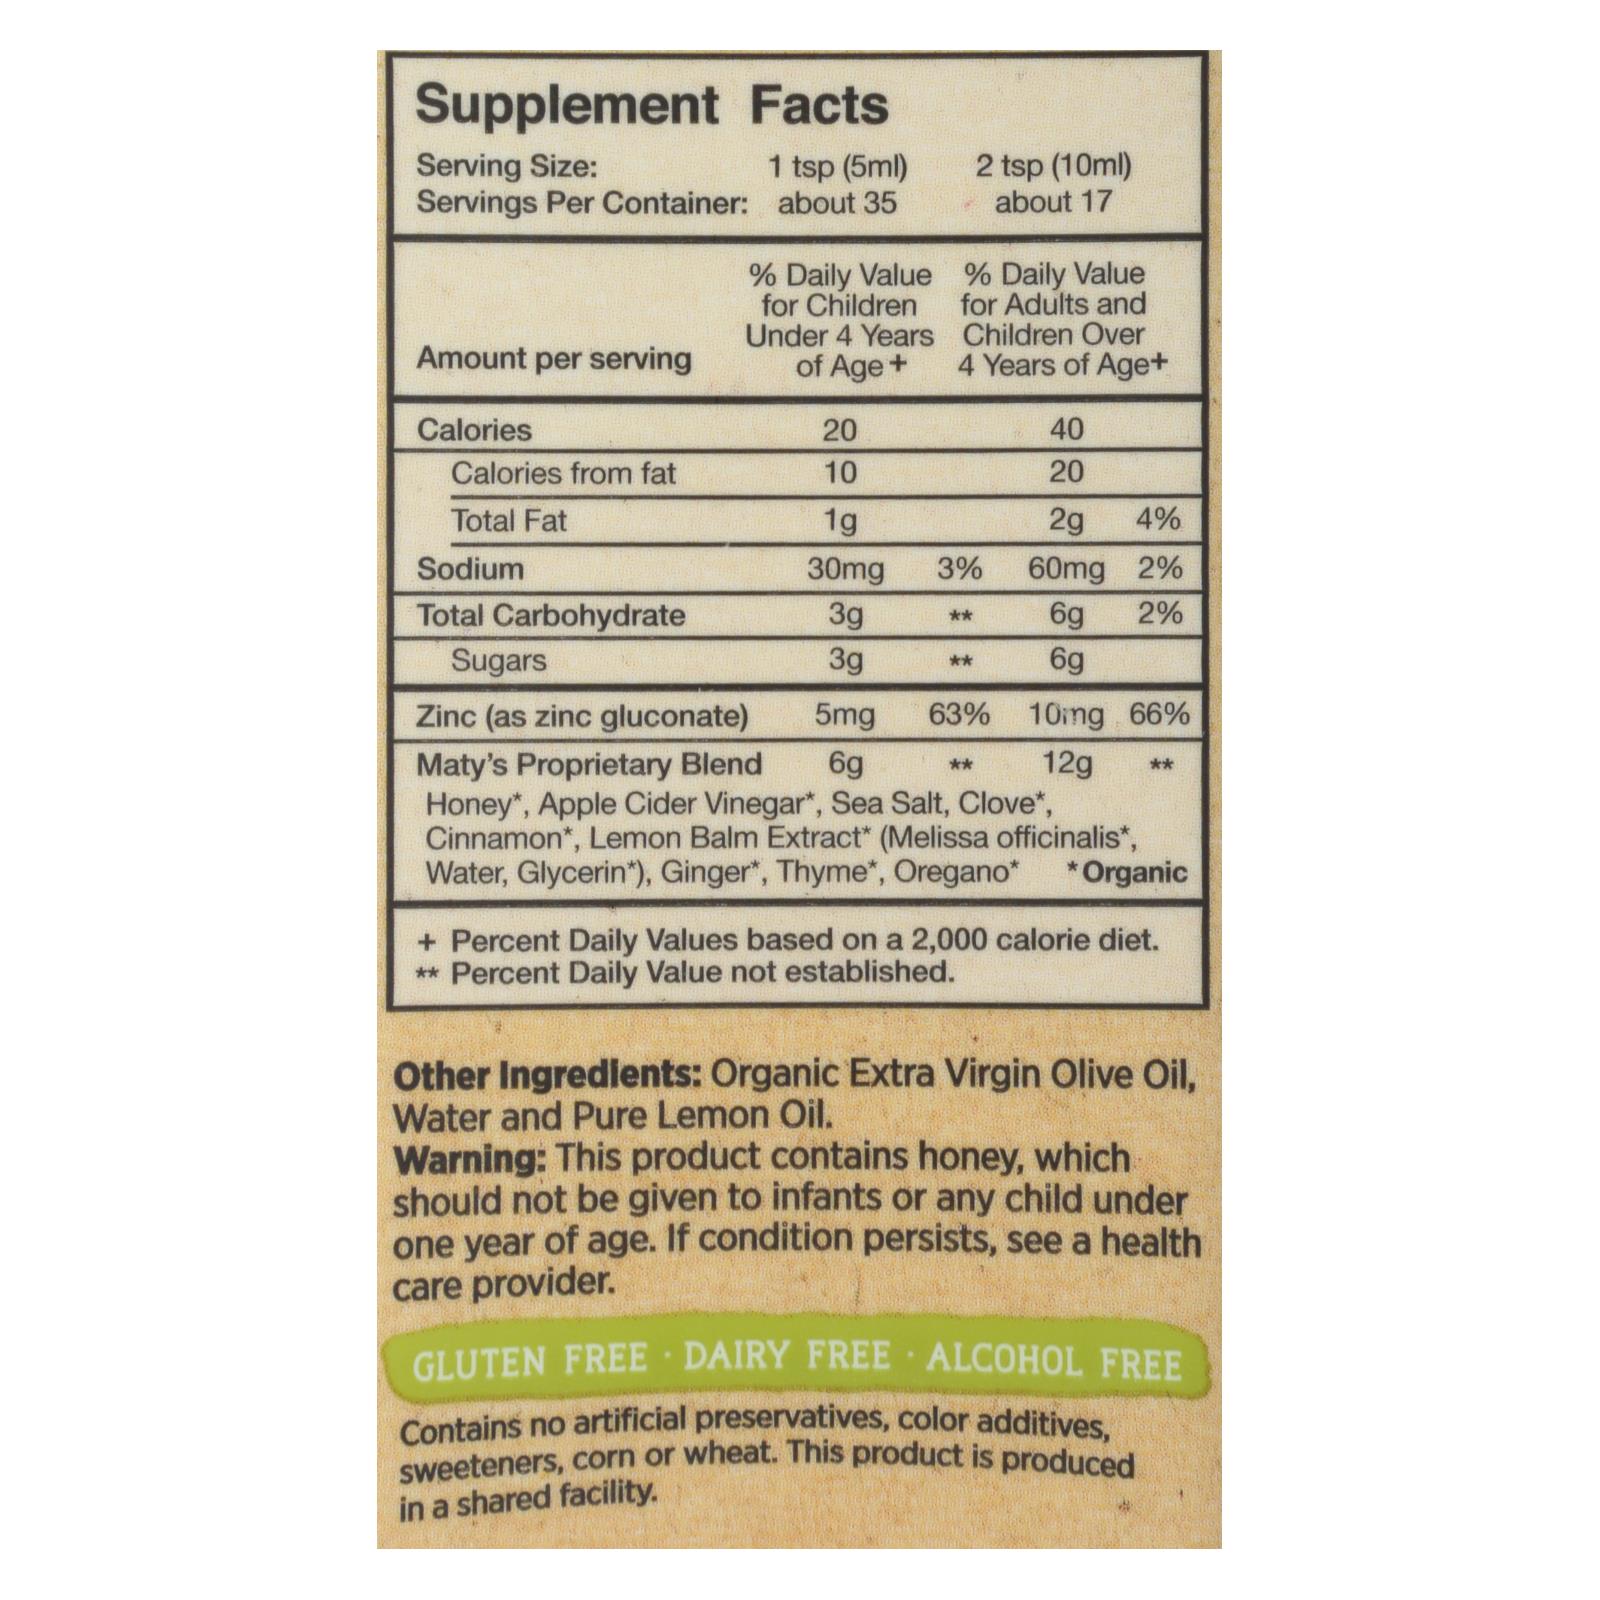 Supplement Facts
Serving Size: 1 tsp (5ml) 2 tsp (10ml)
Servings Per Container: about 35 about 17
% Daily Value % Daily Value
for Children for Adults and
Under 4 Years Children Over
Amount per serving of Age+ 4 Years of Age+
Calories 20 40
Calories from fat 10 20
Total Fat 1g 2g 4%
Sodium 30mg 3% 60mg 2%
Total Carbohydrate 3g ** 6g 2%
Sugars 3g ** 6g
Zinc (as zinc gluconate) 5mg 63% 10mg 66%
Maty's Proprietary Blend 6g ** 12g **
Honey*, Apple Cider Vinegar*, Sea Salt, Clove*,
Cinnamon*, Lemon Balm Extract* (Melissa officinalis*,
Water, Glycerin*), Ginger*, Thyme*, Oregano* *Organic
+ Percent Daily Values based on a 2,000 calorie diet.
** Percent Daily Value not established.
Other Ingredients: Organic Extra Virgin Olive Oil,
Water and Pure Lemon Oil.
Warning: This product contains honey, which
should not be given to infants or any child under
one year of age. If condition persists, see a health
care provider.
GLUTEN FREE · DAIRY FREE · ALCOHOL FREE
Contains no artificial preservatives, color additives,
sweeteners, corn or wheat. This product is produced
in a shared facility.